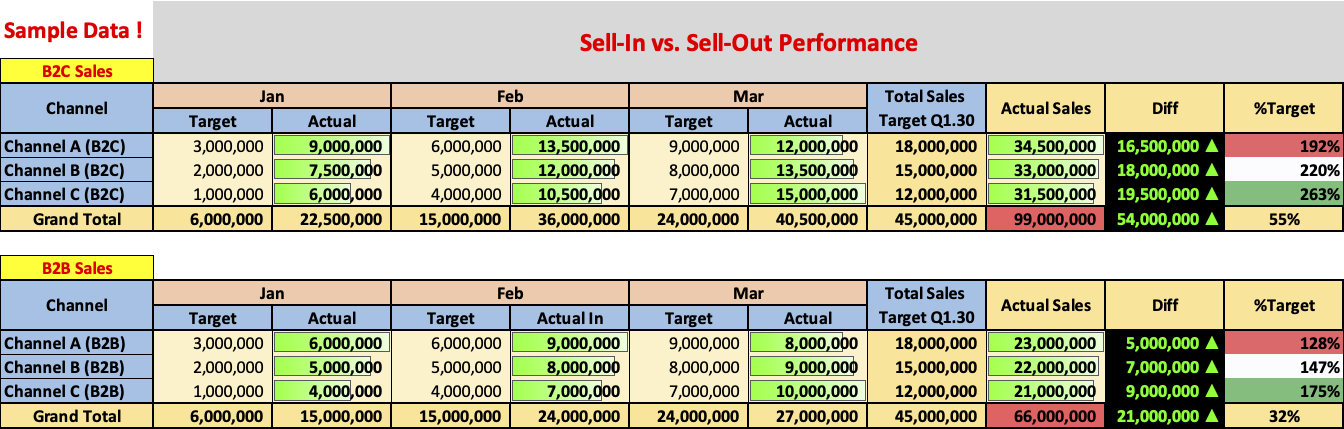 Sample Data !
Sell-In vs. Sell-Out Performance
B2C Sales
Channel Jan Feb Mar Total Sales Target Q1.30 Actual Sales Diff %Target
Target Actual Target Actual Target Actual
Channel A (B2C) 3,000,000 9,000,000 6,000,000 13,500,000 9,000,000 12,000,000 18,000,000 34,500,000 16,500,000 ▲ 192%
Channel B (B2C) 2,000,000 7,500,000 5,000,000 12,000,000 8,000,000 13,500,000 15,000,000 33,000,000 18,000,000 ▲ 220%
Channel C (B2C) 1,000,000 6,000,000 4,000,000 10,500,000 7,000,000 15,000,000 12,000,000 31,500,000 19,500,000 ▲ 263%
Grand Total 6,000,000 22,500,000 15,000,000 36,000,000 24,000,000 40,500,000 45,000,000 99,000,000 54,000,000 ▲ 55%
B2B Sales
Channel Jan Feb Mar Total Sales Target Q1.30 Actual Sales Diff %Target
Target Actual Target Actual In Target Actual
Channel A (B2B) 3,000,000 6,000,000 6,000,000 9,000,000 9,000,000 8,000,000 18,000,000 23,000,000 5,000,000 ▲ 128%
Channel B (B2B) 2,000,000 5,000,000 5,000,000 8,000,000 8,000,000 9,000,000 15,000,000 22,000,000 7,000,000 ▲ 147%
Channel C (B2B) 1,000,000 4,000,000 4,000,000 7,000,000 7,000,000 10,000,000 12,000,000 21,000,000 9,000,000 ▲ 175%
Grand Total 6,000,000 15,000,000 15,000,000 24,000,000 24,000,000 27,000,000 45,000,000 66,000,000 21,000,000 ▲ 32%